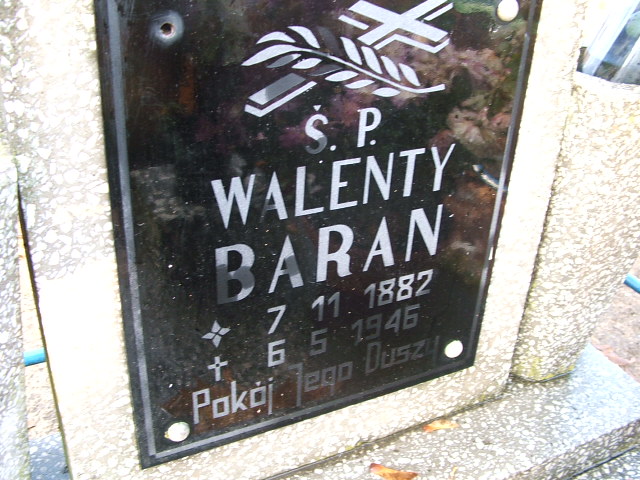 Ś. P.
WALENTY
BARAN
7 11 1882
† 6 5 1946
Pokój Jego Duszy